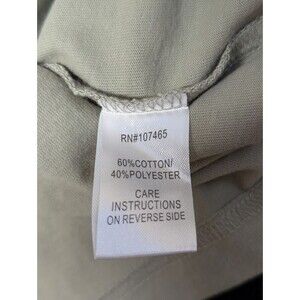 RN#107465
60%COTTON/
40%POLYESTER
CARE
INSTRUCTIONS
ON REVERSE SIDE